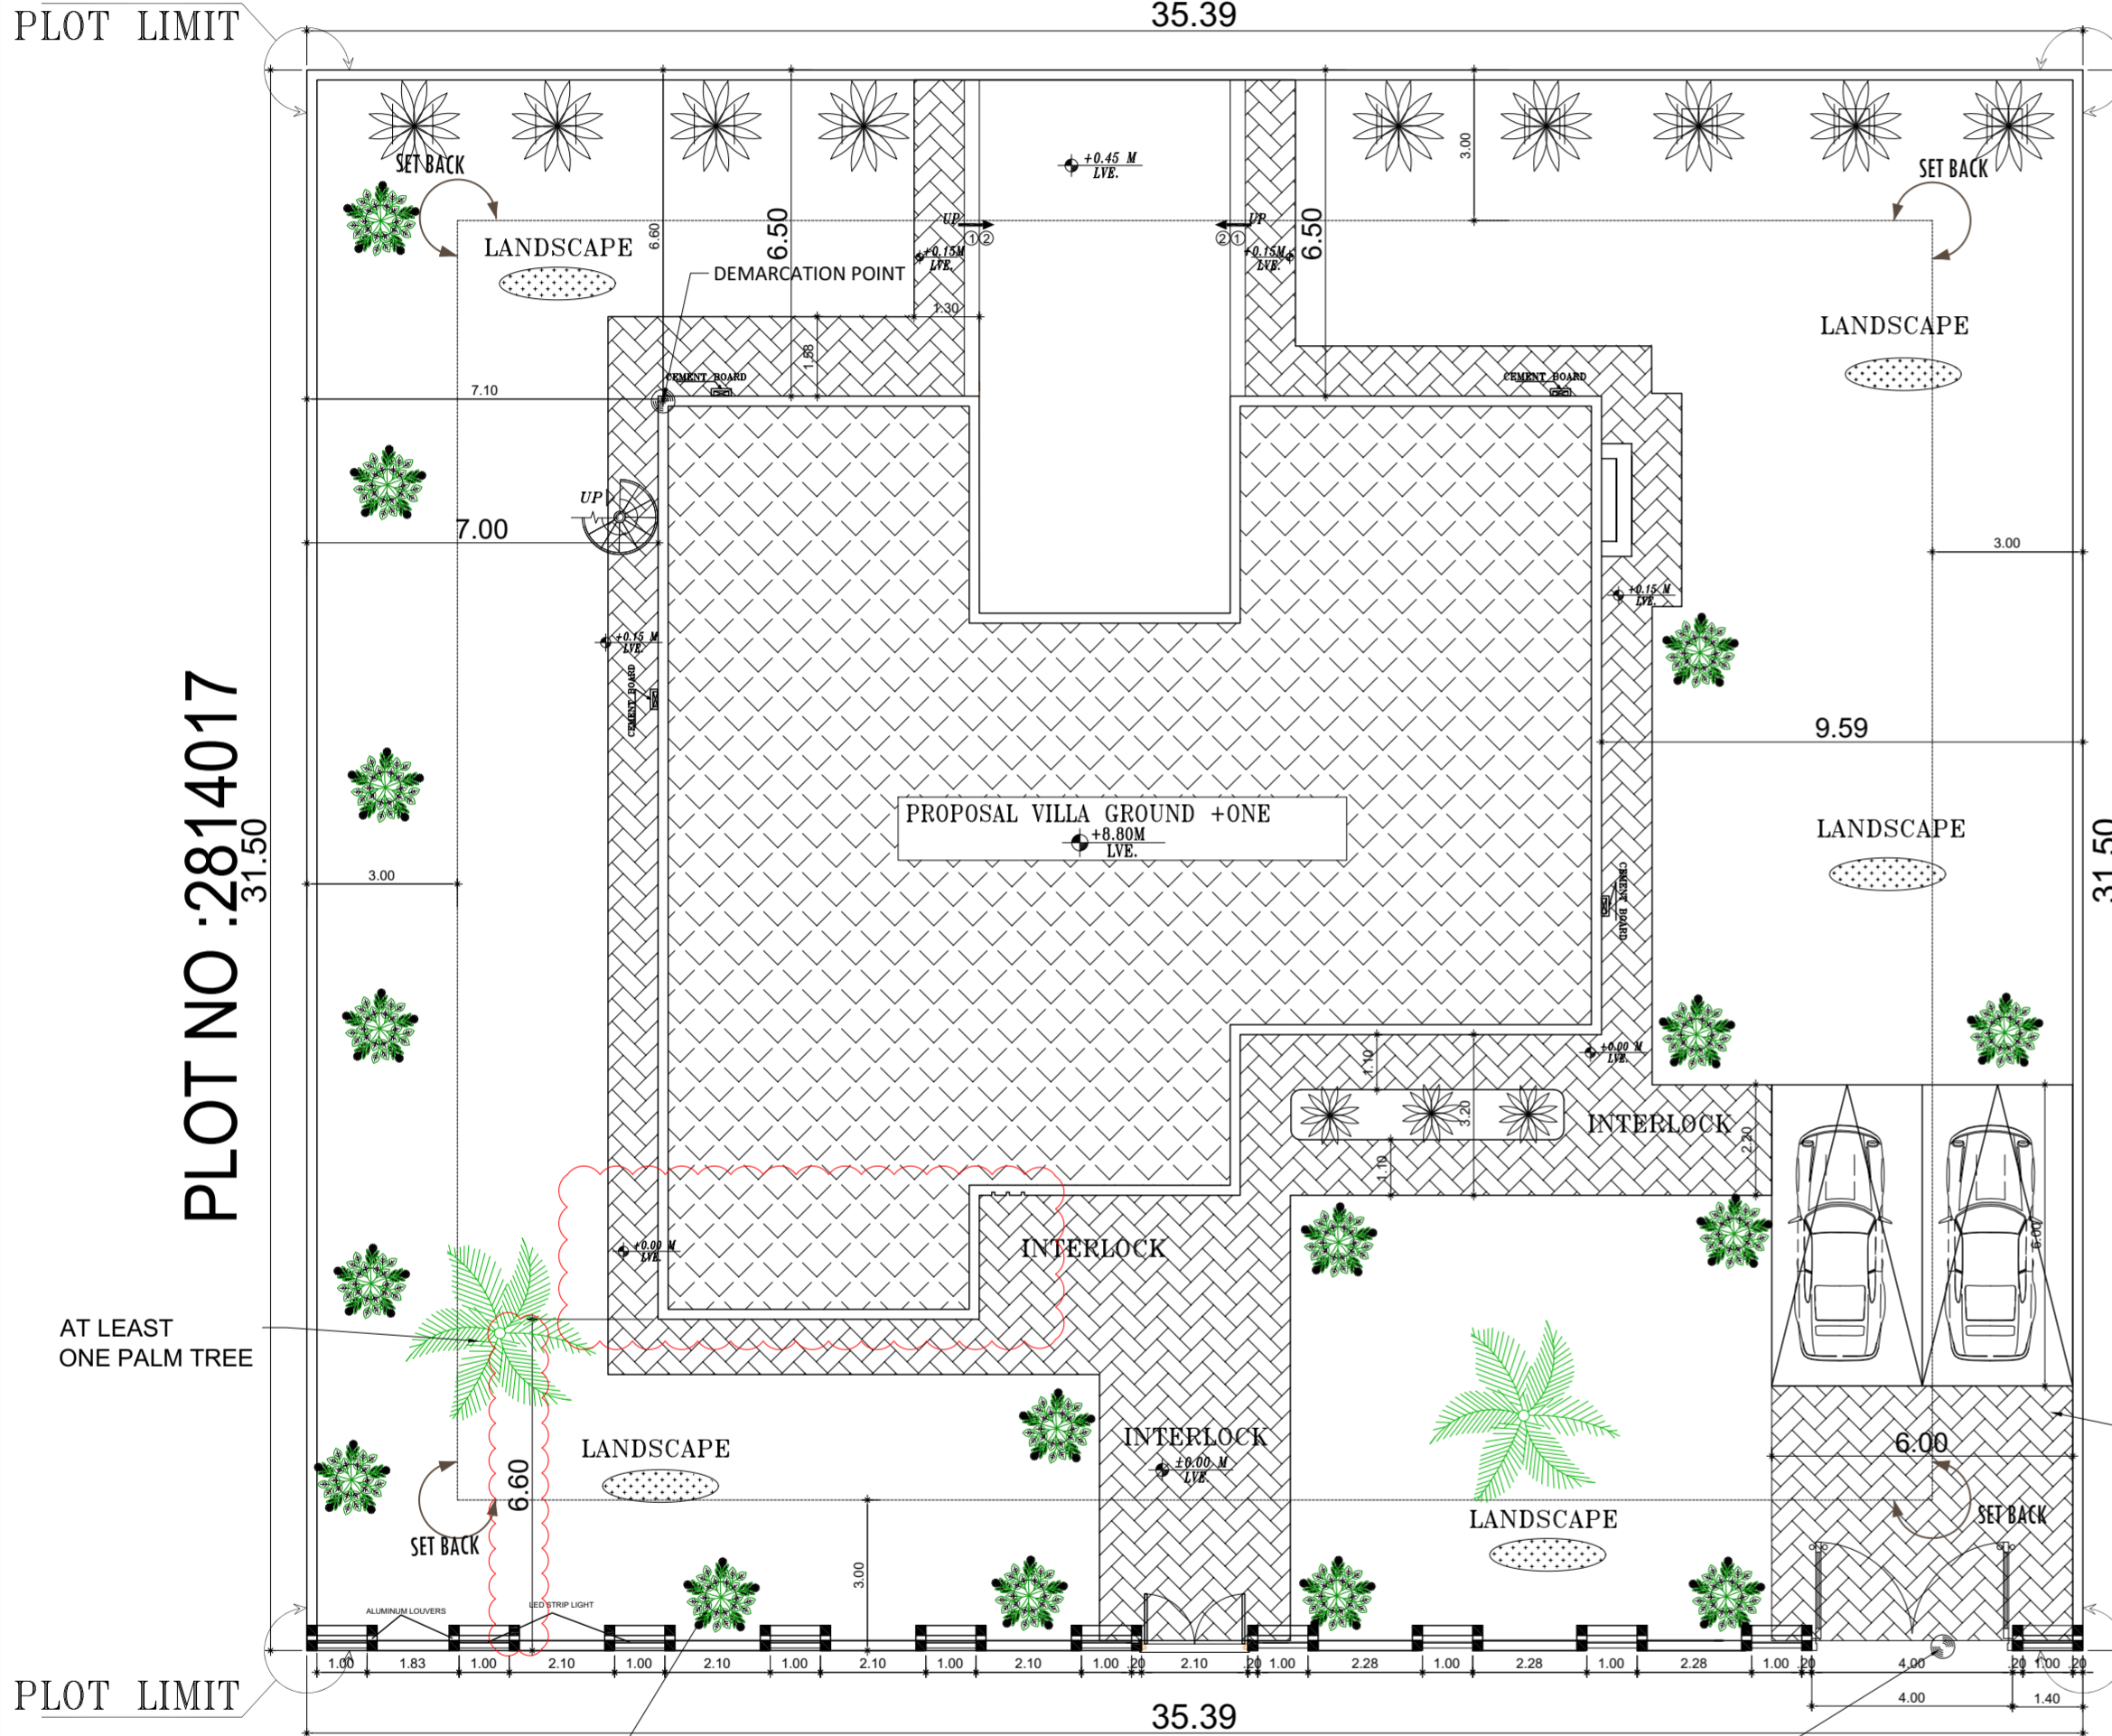 PLOT LIMIT
35.39
SET BACK
LANDSCAPE
6.60
6.50
DEMARCATION POINT
+0.45 M
LVE.
UP
1 2
+0.15M
LVE.
1.30
1.58
UP
2 1
+0.15M
LVE.
6.50
3.00
SET BACK
LANDSCAPE
CEMENT BOARD
CEMENT BOARD
7.10
UP
7.00
3.00
+0.15 M
LVE.
+0.15 M
LVE.
CEMENT BOARD
9.59
PLOT NO :2814017
31.50
PROPOSAL VILLA GROUND +ONE
+8.80M
LVE.
LANDSCAPE
31.50
3.00
CEMENT BOARD
+0.00 M
LVE.
1.10
3.20
INTERLOCK
2.20
1.10
6.00
+0.00 M
LVE.
INTERLOCK
AT LEAST
ONE PALM TREE
LANDSCAPE
INTERLOCK
±0.00 M
LVE.
6.00
6.60
SET BACK
LANDSCAPE
SET BACK
3.00
ALUMINUM LOUVERS
LED STRIP LIGHT
1.00 1.83 1.00 2.10 1.00 2.10 1.00 2.10 1.00 2.10 1.00 .20 2.10 .20 1.00 2.28 1.00 2.28 1.00 2.28 1.00 .20 4.00 .20 1.00 .20
PLOT LIMIT
4.00 1.40
35.39